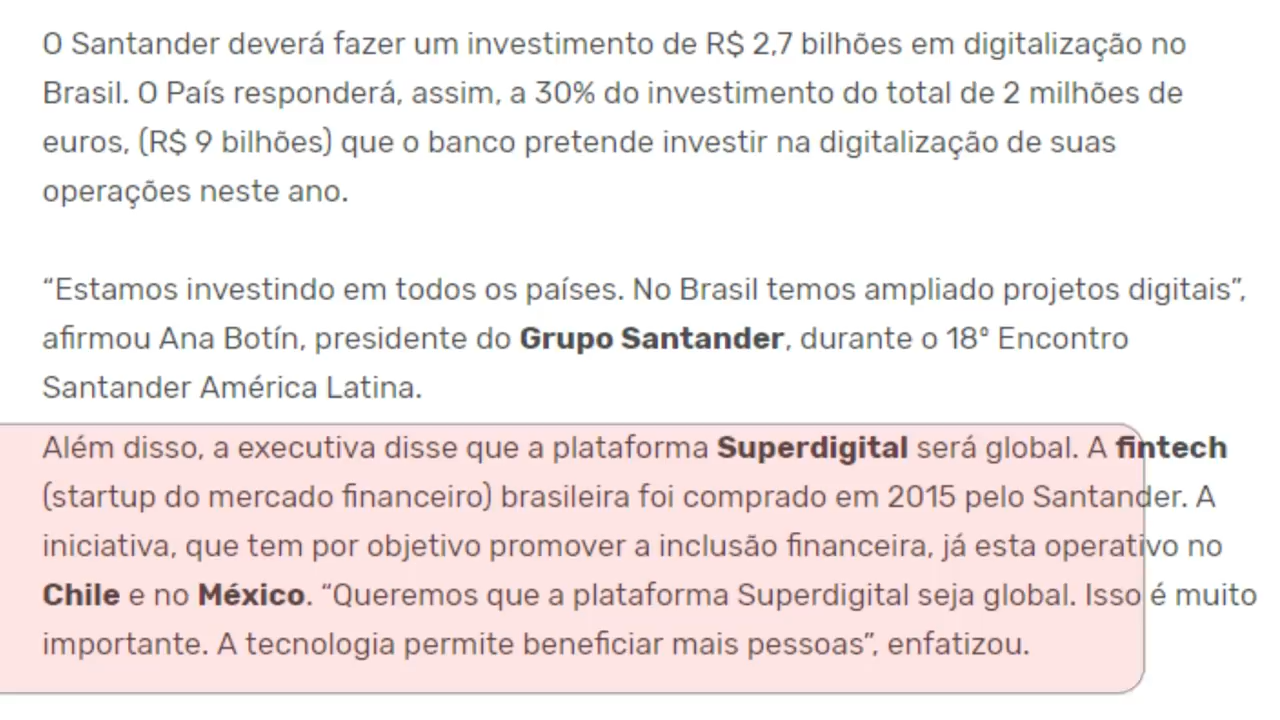 O Santander deverá fazer um investimento de R$ 2,7 bilhões em digitalização no
Brasil. O País responderá, assim, a 30% do investimento do total de 2 milhões de
euros, (R$ 9 bilhões) que o banco pretende investir na digitalização de suas
operações neste ano.
“Estamos investindo em todos os países. No Brasil temos ampliado projetos digitais”,
afirmou Ana Botín, presidente do Grupo Santander, durante o 18º Encontro
Santander América Latina.
Além disso, a executiva disse que a plataforma Superdigital será global. A fintech
(startup do mercado financeiro) brasileira foi comprado em 2015 pelo Santander. A
iniciativa, que tem por objetivo promover a inclusão financeira, já esta operativo no
Chile e no México. “Queremos que a plataforma Superdigital seja global. Isso é muito
importante. A tecnologia permite beneficiar mais pessoas”, enfatizou.